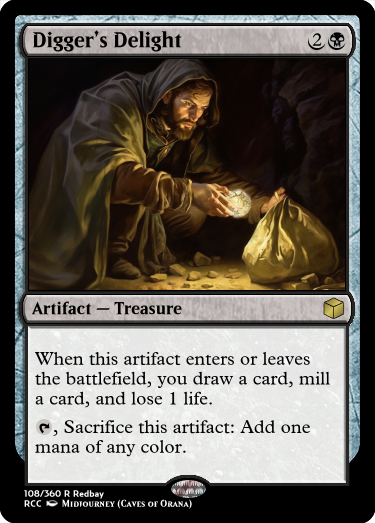 Digger's Delight 2
Artifact — Treasure
When this artifact enters or leaves
the battlefield, you draw a card, mill
a card, and lose 1 life.
, Sacrifice this artifact: Add one
mana of any color.
108/360 R Redbay
RCC Midjourney (Caves of Orana)